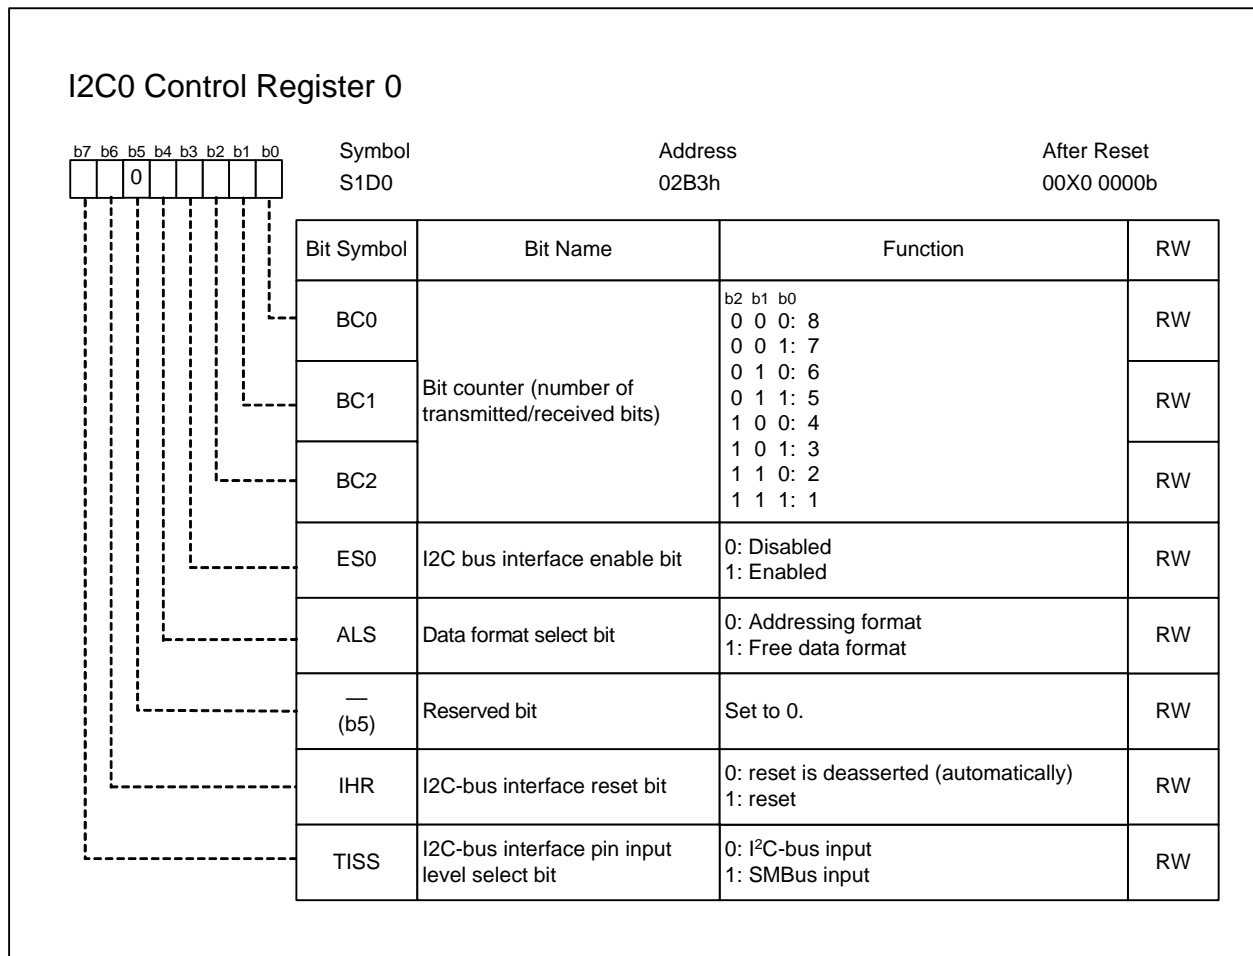 I2C0 Control Register 0
b7 b6 b5 b4 b3 b2 b1 b0
0
Symbol Address After Reset
S1D0 02B3h 00X0 0000b
Bit Symbol Bit Name Function RW
BC0 RW
BC1 RW
BC2 RW
Bit counter (number of
transmitted/received bits)
b2 b1 b0
0 0 0: 8
0 0 1: 7
0 1 0: 6
0 1 1: 5
1 0 0: 4
1 0 1: 3
1 1 0: 2
1 1 1: 1
ES0 I2C bus interface enable bit 0: Disabled RW
1: Enabled
ALS Data format select bit 0: Addressing format RW
1: Free data format
— Reserved bit Set to 0. RW
(b5)
IHR I2C-bus interface reset bit 0: reset is deasserted (automatically) RW
1: reset
TISS I2C-bus interface pin input 0: I²C-bus input RW
level select bit 1: SMBus input